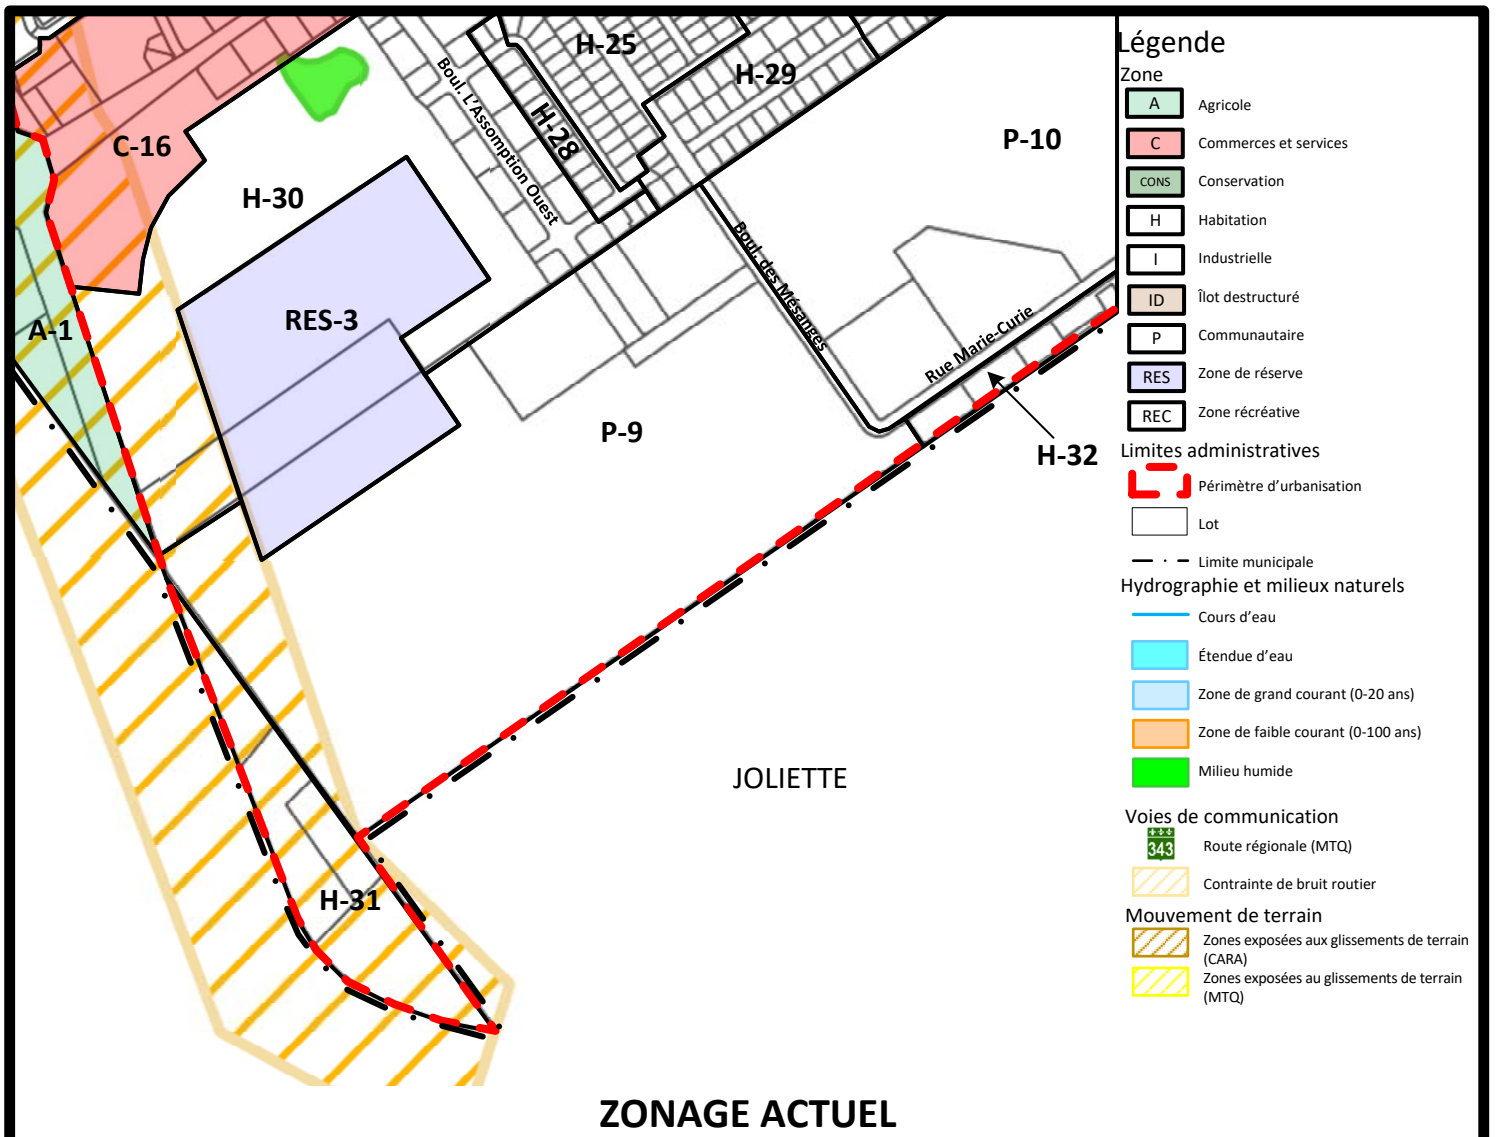 H-25
H-29
H-28
Boul. L'Assomption Ouest
C-16
P-10
H-30
RES-3
A-1
Boul. des Mésanges
Rue Marie-Curie
P-9
H-32
JOLIETTE
H-31
Légende
Zone
A Agricole
C Commerces et services
CONS Conservation
H Habitation
I Industrielle
ID Îlot destructuré
P Communautaire
RES Zone de réserve
REC Zone récréative
Limites administratives
Périmètre d'urbanisation
Lot
Limite municipale
Hydrographie et milieux naturels
Cours d'eau
Étendue d'eau
Zone de grand courant (0-20 ans)
Zone de faible courant (0-100 ans)
Milieu humide
Voies de communication
343 Route régionale (MTQ)
Contrainte de bruit routier
Mouvement de terrain
Zones exposées aux glissements de terrain
(CARA)
Zones exposées au glissements de terrain
(MTQ)
ZONAGE ACTUEL